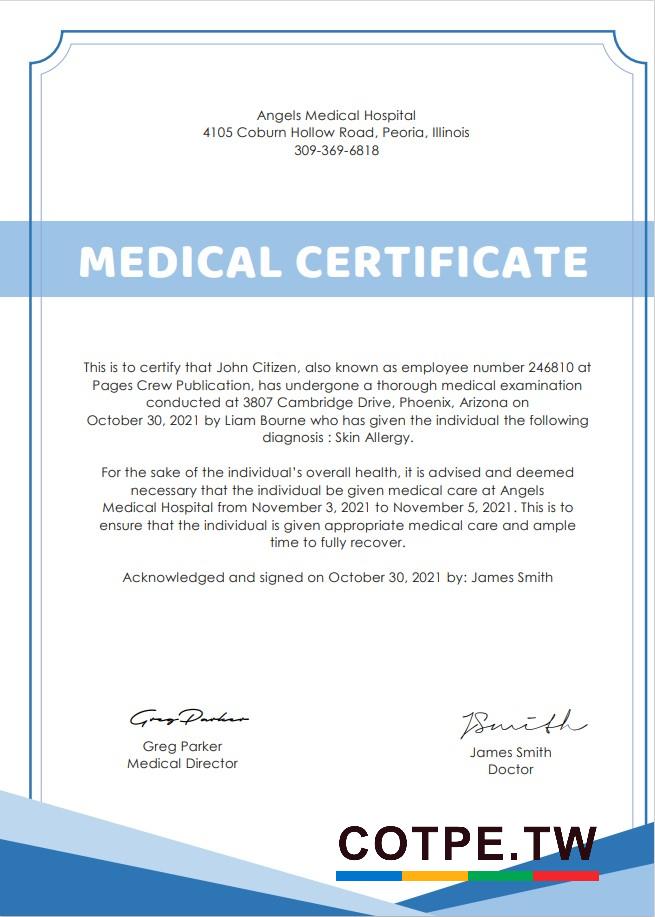 Angels Medical Hospital
4105 Coburn Hollow Road, Peoria, Illinois
309-369-6818
MEDICAL CERTIFICATE
This is to certify that John Citizen, also known as employee number 246810 at
Pages Crew Publication, has undergone a thorough medical examination
conducted at 3807 Cambridge Drive, Phoenix, Arizona on
October 30, 2021 by Liam Bourne who has given the individual the following
diagnosis : Skin Allergy.
For the sake of the individual's overall health, it is advised and deemed
necessary that the individual be given medical care at Angels
Medical Hospital from November 3, 2021 to November 5, 2021. This is to
ensure that the individual is given appropriate medical care and ample
time to fully recover.
Acknowledged and signed on October 30, 2021 by: James Smith
Greg Parker
JSmith
Greg Parker
James Smith
Medical Director
Doctor
COTPE.TW